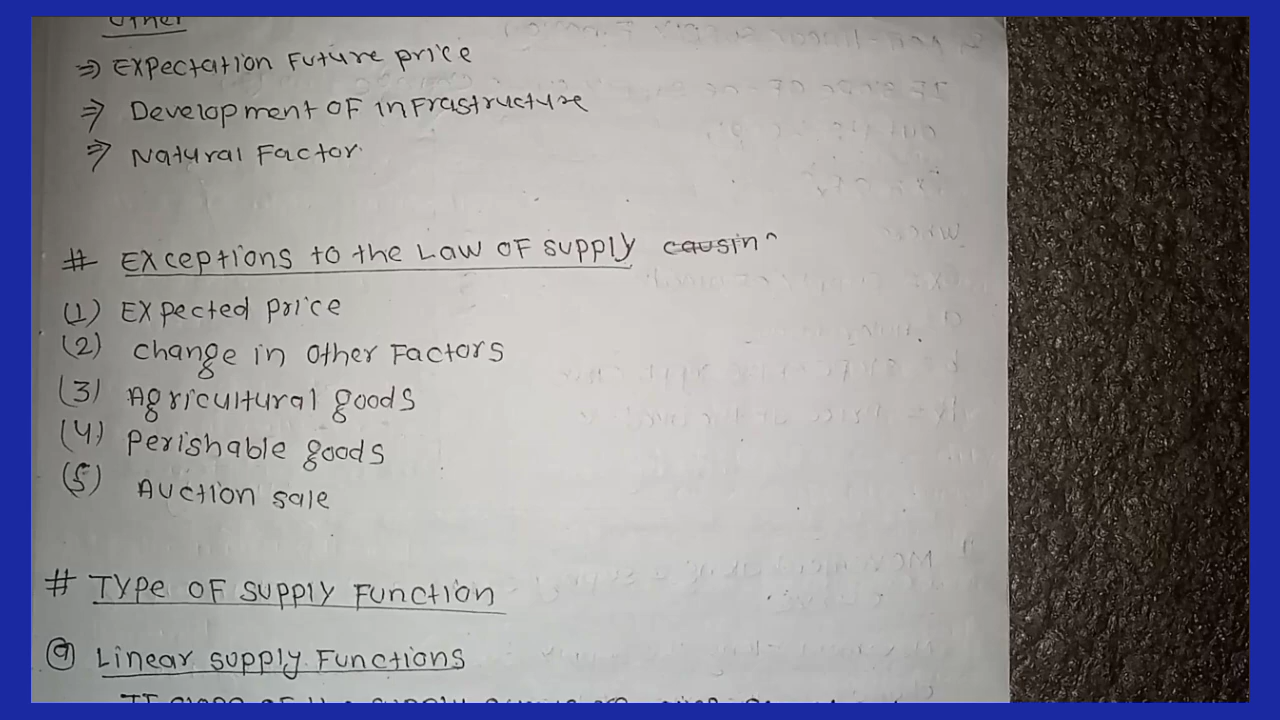 Other
⇒ Expectation Future price
⇒ Development OF infrastructure
⇒ Natural Factor.
# Exceptions to the Law OF supply
(1) Expected price
(2) change in other Factors
(3) Agricultural goods
(4) perishable goods
(5) Auction sale
# Type OF supply Function
a Linear supply Functions